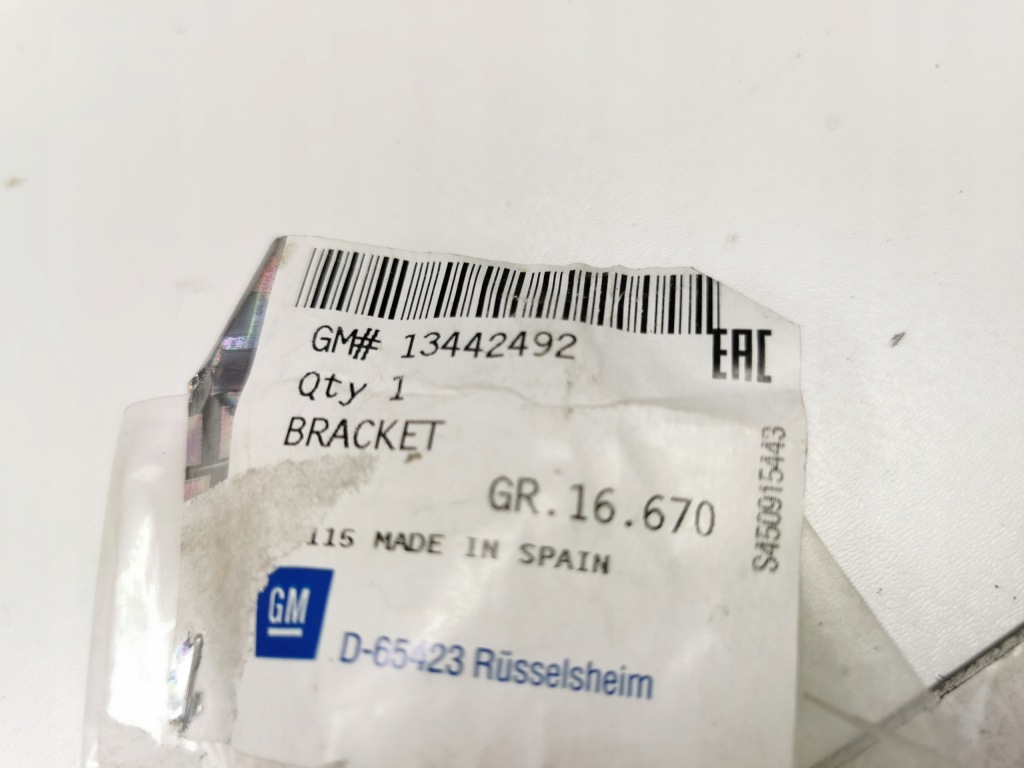 GM# 13442492
EAC
Qty 1
BRACKET
GR.16.670
S450915443
115 MADE IN SPAIN
GM
D-65423 Rüsselsheim